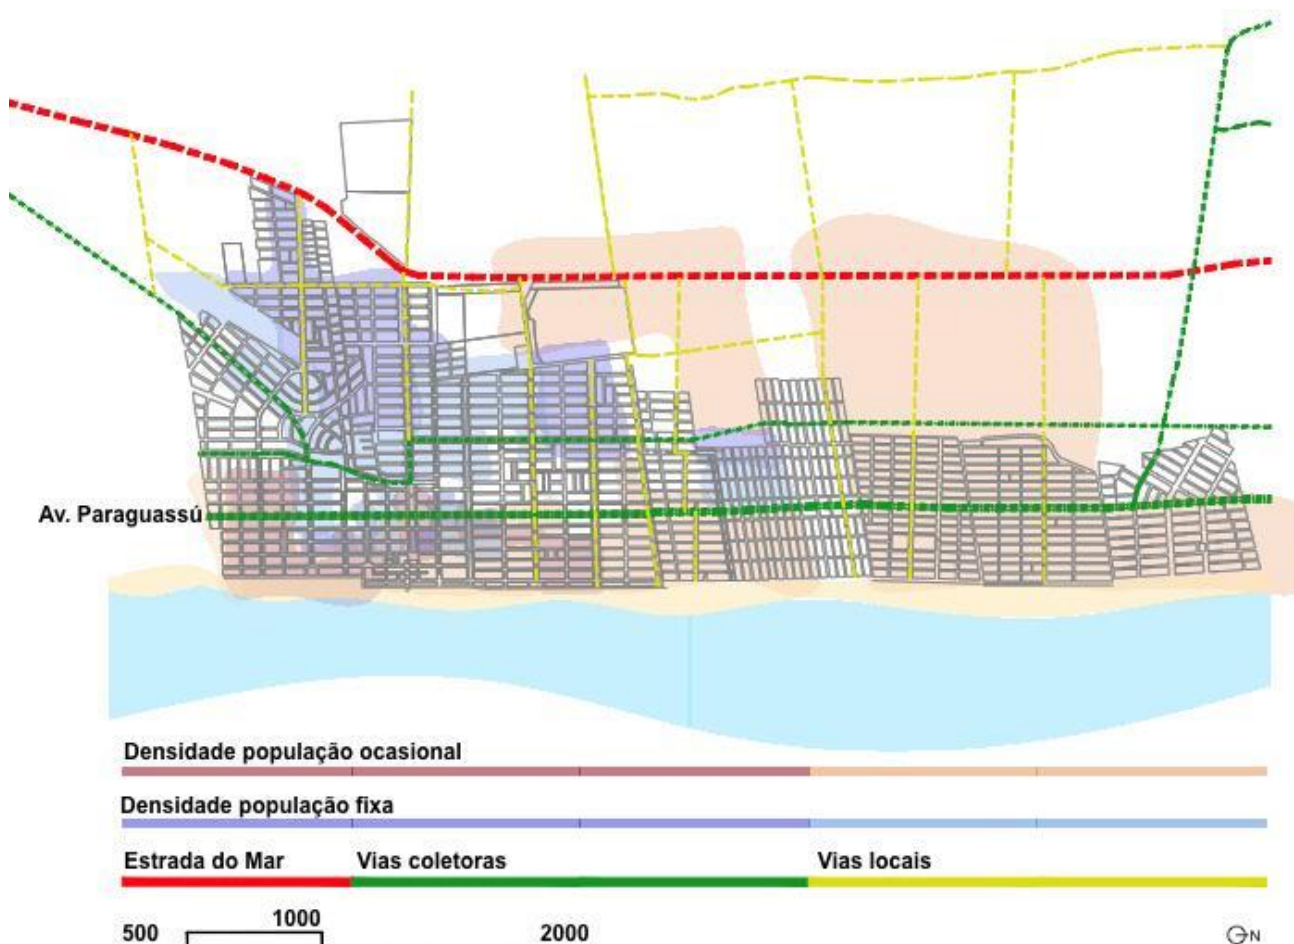 Av. Paraguassú
Densidade população ocasional
Densidade população fixa
Estrada do Mar Vias coletoras Vias locais
500 1000 2000 N